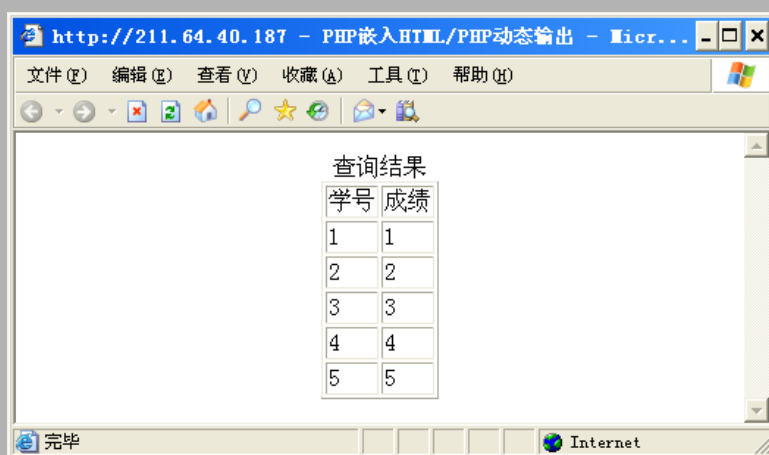 http://211.64.40.187 - PHP嵌入HTML/PHP动态输出 - Micr...
文件(F) 编辑(E) 查看(V) 收藏(A) 工具(T) 帮助(H)
查询结果
学号 成绩
1 1
2 2
3 3
4 4
5 5
完毕 Internet